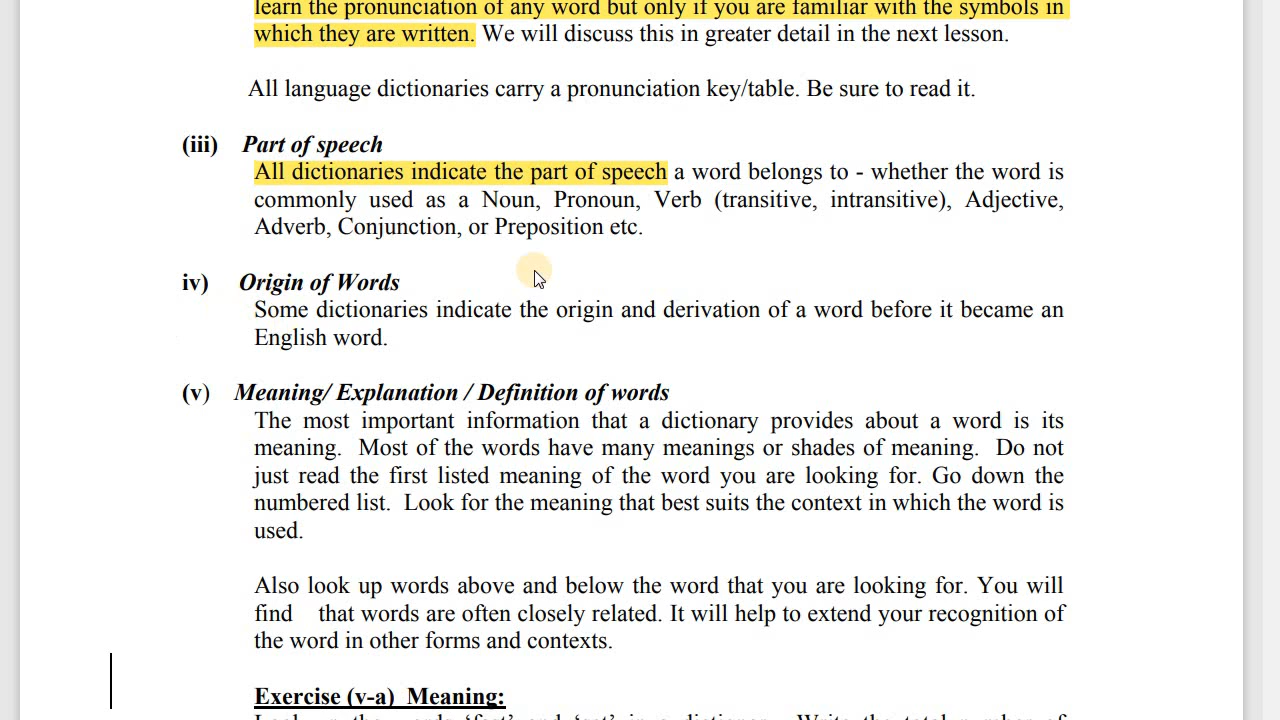 learn the pronunciation of any word but only if you are familiar with the symbols in
which they are written. We will discuss this in greater detail in the next lesson.
All language dictionaries carry a pronunciation key/table. Be sure to read it.
(iii) Part of speech
All dictionaries indicate the part of speech a word belongs to - whether the word is
commonly used as a Noun, Pronoun, Verb (transitive, intransitive), Adjective,
Adverb, Conjunction, or Preposition etc.
iv) Origin of Words
Some dictionaries indicate the origin and derivation of a word before it became an
English word.
(v) Meaning/ Explanation / Definition of words
The most important information that a dictionary provides about a word is its
meaning. Most of the words have many meanings or shades of meaning. Do not
just read the first listed meaning of the word you are looking for. Go down the
numbered list. Look for the meaning that best suits the context in which the word is
used.
Also look up words above and below the word that you are looking for. You will
find that words are often closely related. It will help to extend your recognition of
the word in other forms and contexts.
Exercise (v-a) Meaning: